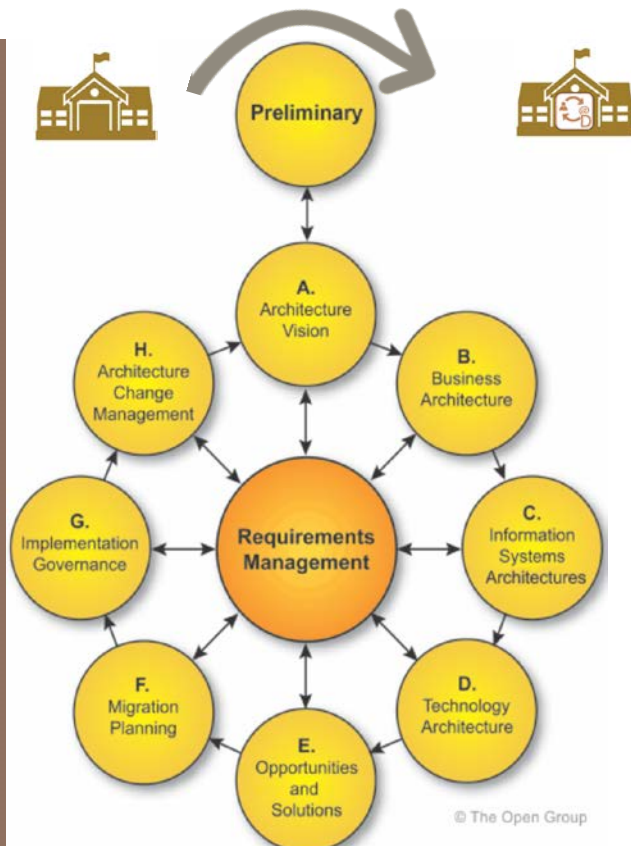 Preliminary
A.
Architecture
Vision
B.
Business
Architecture
C.
Information
Systems
Architectures
D.
Technology
Architecture
E.
Opportunities
and
Solutions
F.
Migration
Planning
G.
Implementation
Governance
H.
Architecture
Change
Management
Requirements
Management
© The Open Group
D